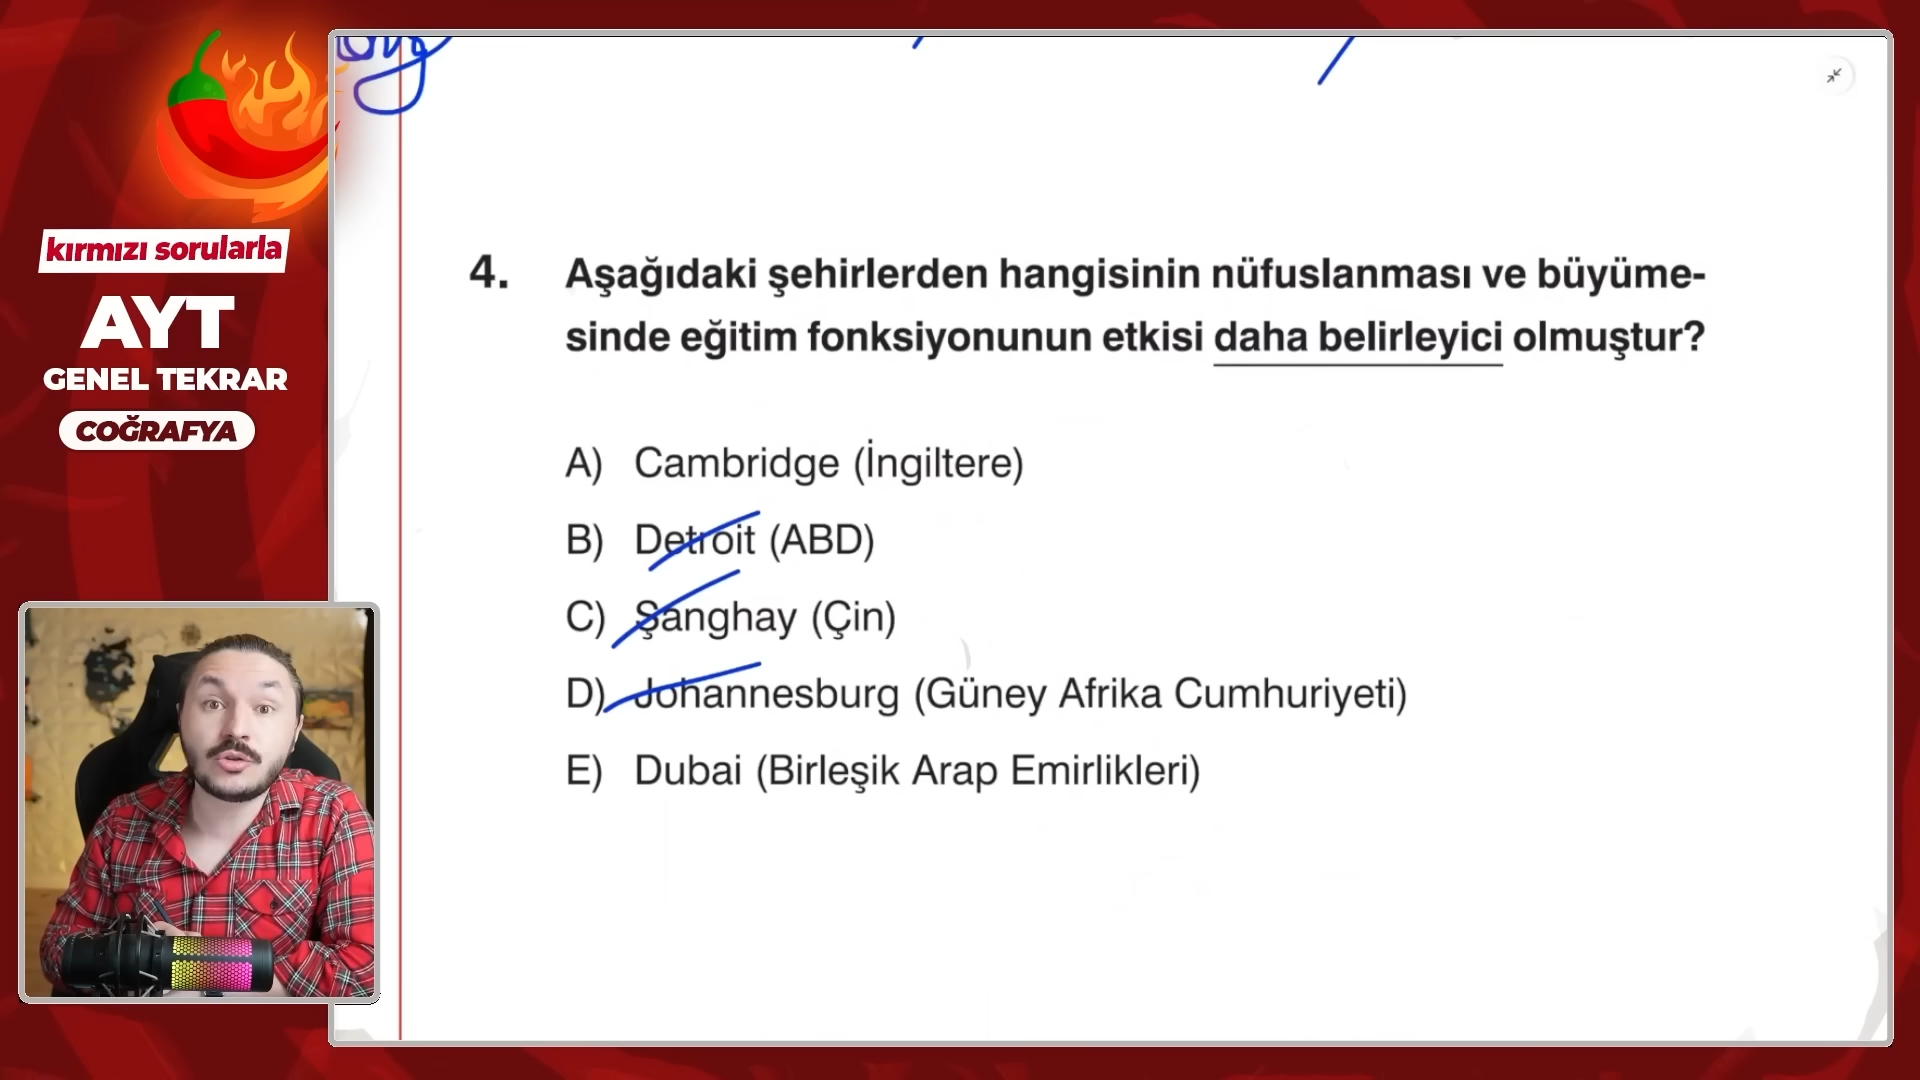 kırmızı sorularla
AYT
GENEL TEKRAR
COĞRAFYA
4. Aşağıdaki şehirlerden hangisinin nüfuslanması ve büyüme-
sinde eğitim fonksiyonunun etkisi daha belirleyici olmuştur?
A) Cambridge (İngiltere)
B) Detroit (ABD)
C) Şanghay (Çin)
D) Johannesburg (Güney Afrika Cumhuriyeti)
E) Dubai (Birleşik Arap Emirlikleri)